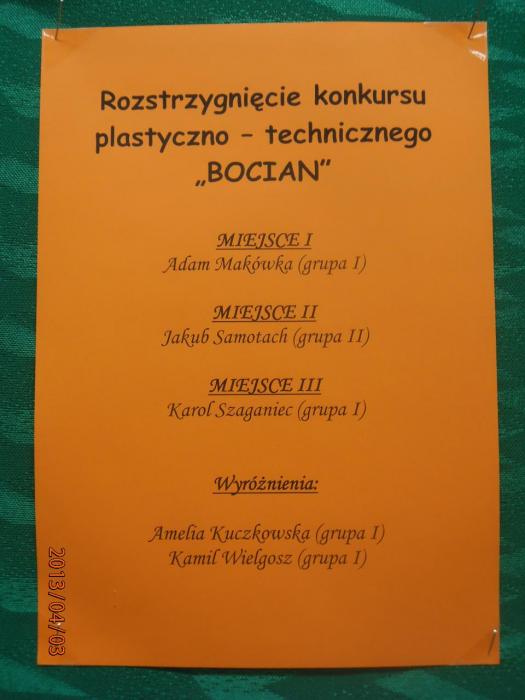 Rozstrzygnięcie konkursu
plastyczno – technicznego
„BOCIAN”
MIEJSCE I
Adam Makówka (grupa I)
MIEJSCE II
Jakub Samotach (grupa II)
MIEJSCE III
Karol Szaganiec (grupa I)
Wyróżnienia:
Amelia Kuczkowska (grupa I)
Kamil Wielgosz (grupa I)
2013/04/03